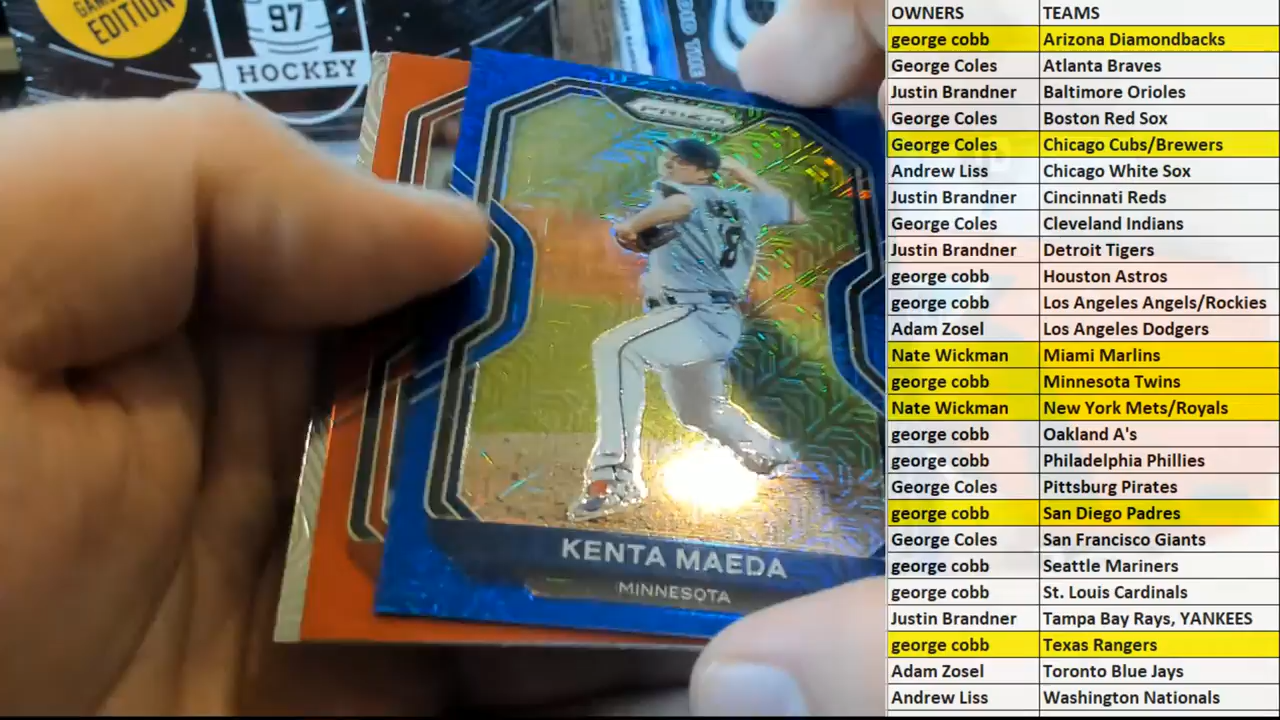 EDITION
97
HOCKEY
PRIZM
8
KENTA MAEDA
MINNESOTA
OWNERS TEAMS
george cobb Arizona Diamondbacks
George Coles Atlanta Braves
Justin Brandner Baltimore Orioles
George Coles Boston Red Sox
George Coles Chicago Cubs/Brewers
Andrew Liss Chicago White Sox
Justin Brandner Cincinnati Reds
George Coles Cleveland Indians
Justin Brandner Detroit Tigers
george cobb Houston Astros
george cobb Los Angeles Angels/Rockies
Adam Zosel Los Angeles Dodgers
Nate Wickman Miami Marlins
george cobb Minnesota Twins
Nate Wickman New York Mets/Royals
george cobb Oakland A's
george cobb Philadelphia Phillies
George Coles Pittsburg Pirates
george cobb San Diego Padres
George Coles San Francisco Giants
george cobb Seattle Mariners
george cobb St. Louis Cardinals
Justin Brandner Tampa Bay Rays, YANKEES
george cobb Texas Rangers
Adam Zosel Toronto Blue Jays
Andrew Liss Washington Nationals